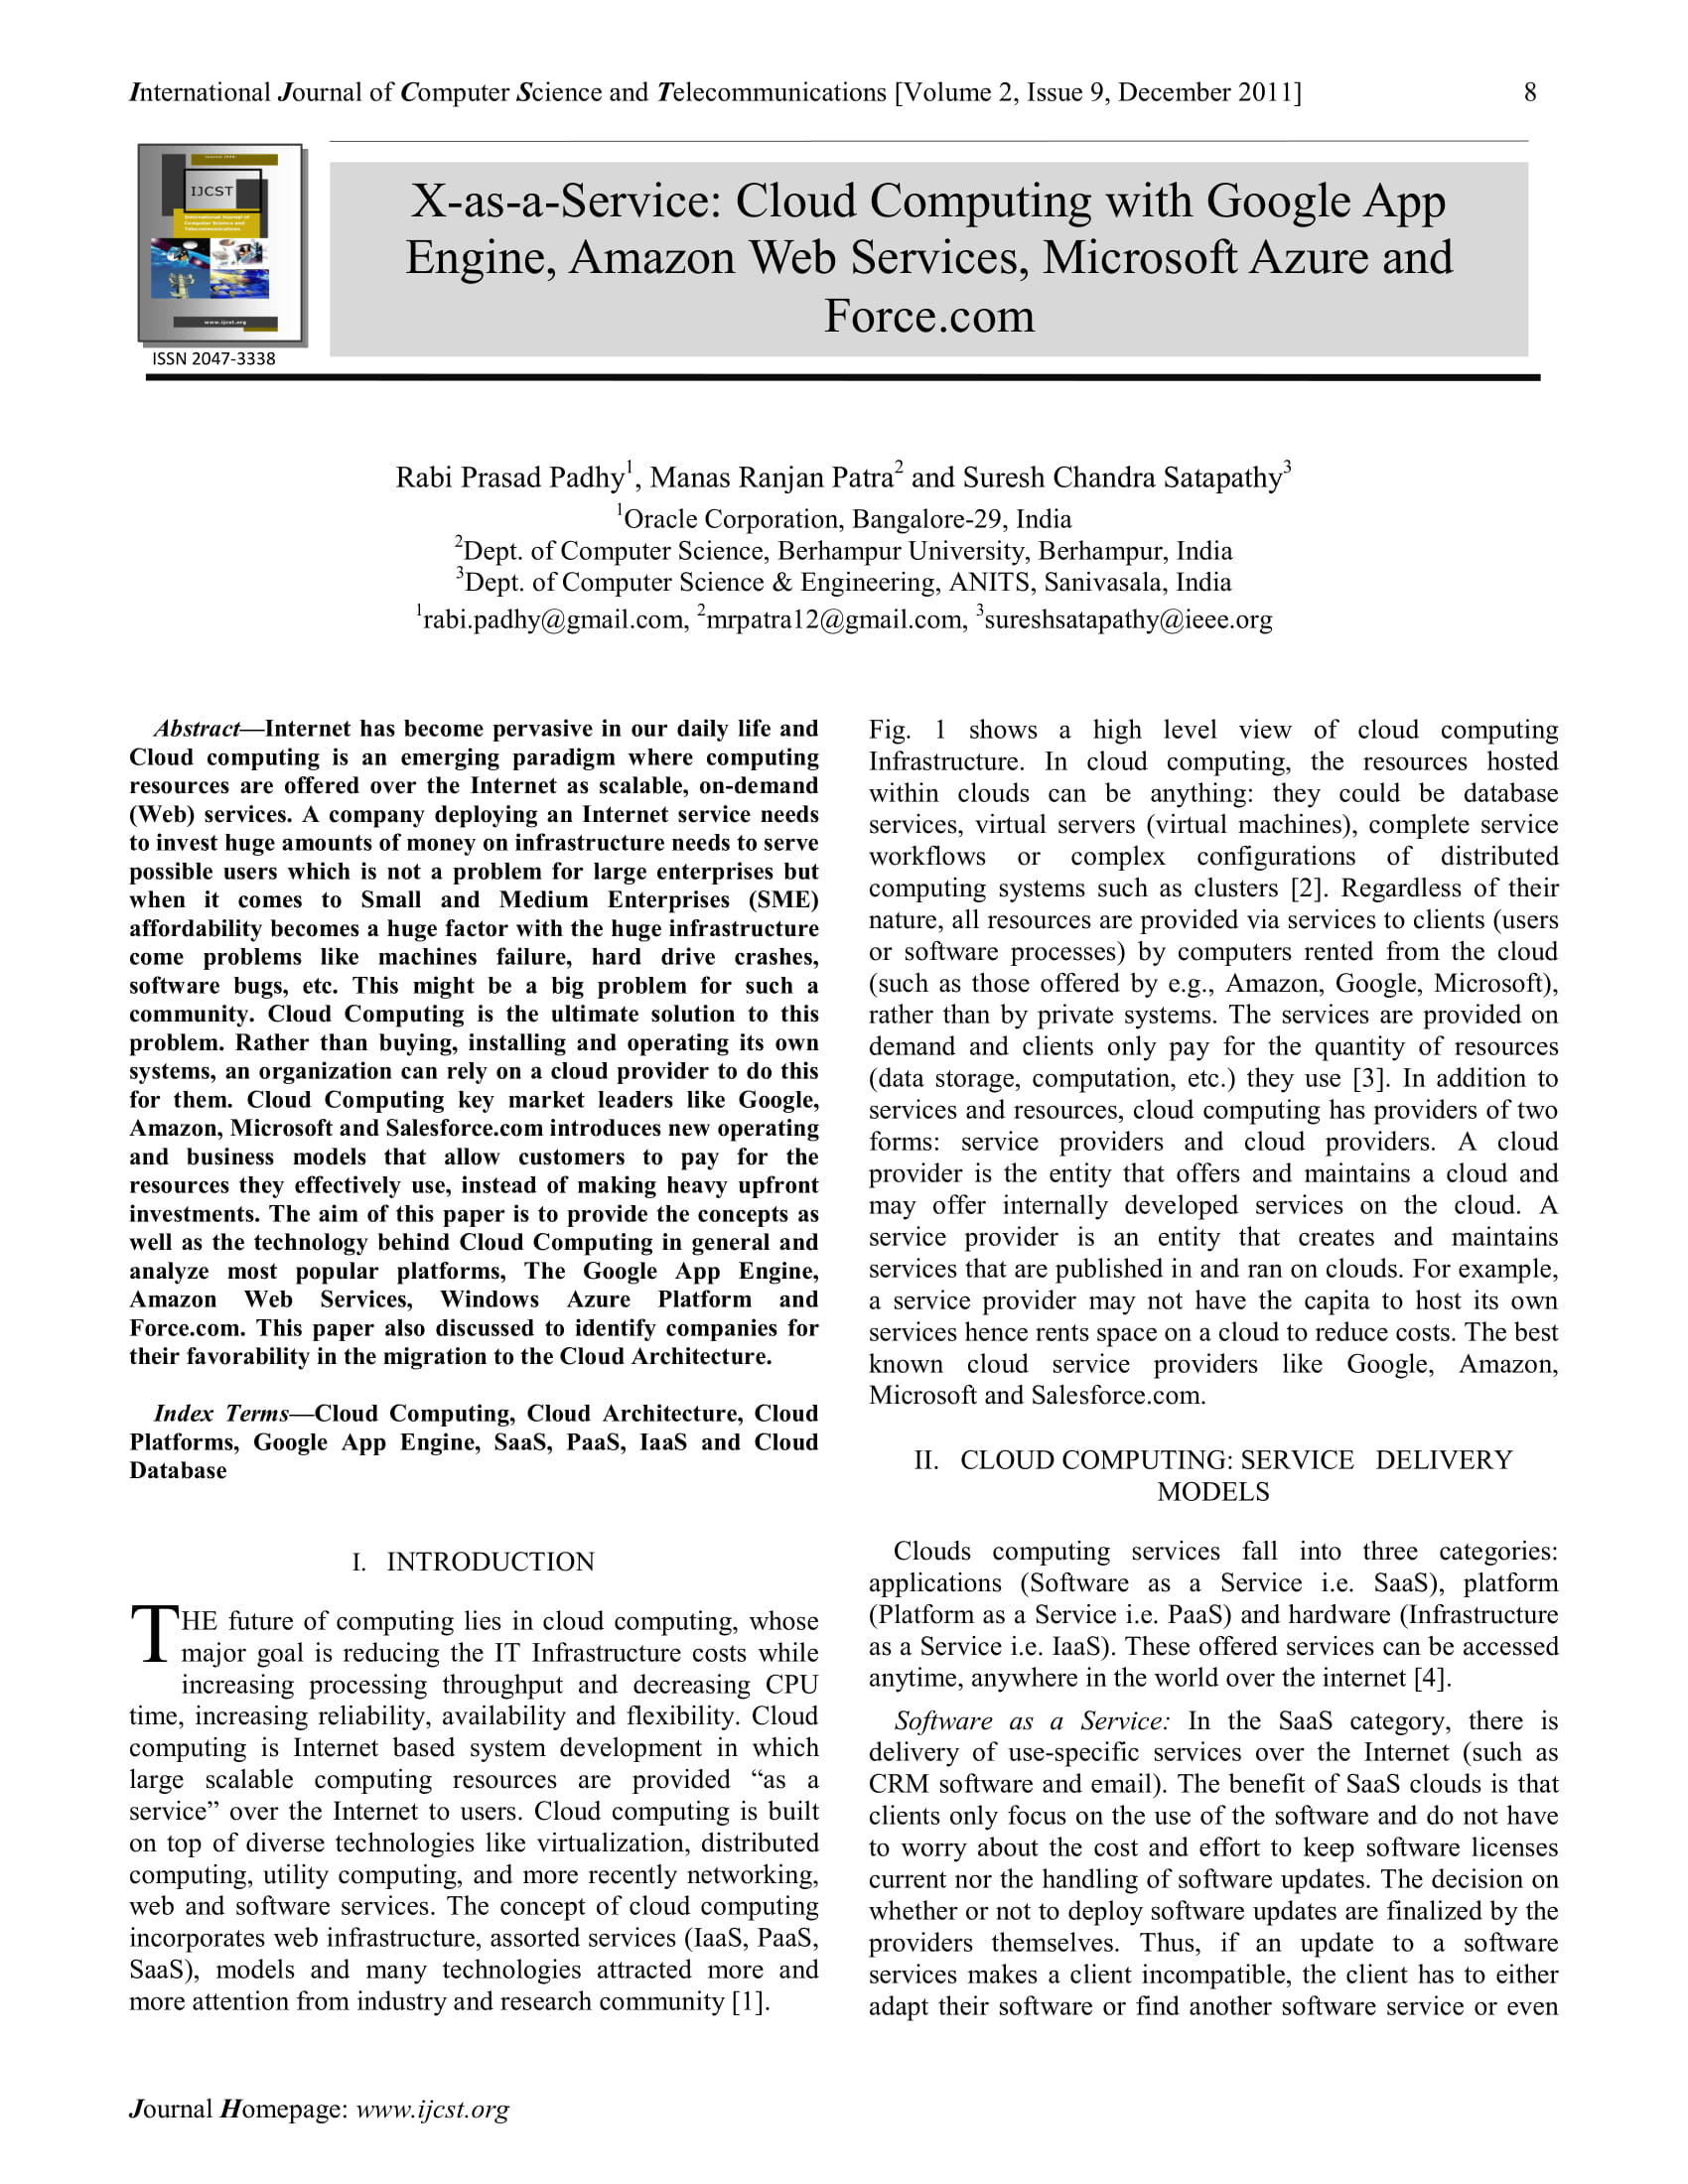 International Journal of Computer Science and Telecommunications [Volume 2, Issue 9, December 2011] 8
IJCST
International Journal of
Computer Science and
Telecommunications
www.ijcst.org
ISSN 2047-3338
X-as-a-Service: Cloud Computing with Google App
Engine, Amazon Web Services, Microsoft Azure and
Force.com
Rabi Prasad Padhy1, Manas Ranjan Patra2 and Suresh Chandra Satapathy3
1Oracle Corporation, Bangalore-29, India
2Dept. of Computer Science, Berhampur University, Berhampur, India
3Dept. of Computer Science & Engineering, ANITS, Sanivasala, India
1rabi.padhy@gmail.com, 2mrpatra12@gmail.com, 3sureshsatapathy@ieee.org
Abstract—Internet has become pervasive in our daily life and
Cloud computing is an emerging paradigm where computing
resources are offered over the Internet as scalable, on-demand
(Web) services. A company deploying an Internet service needs
to invest huge amounts of money on infrastructure needs to serve
possible users which is not a problem for large enterprises but
when it comes to Small and Medium Enterprises (SME)
affordability becomes a huge factor with the huge infrastructure
come problems like machines failure, hard drive crashes,
software bugs, etc. This might be a big problem for such a
community. Cloud Computing is the ultimate solution to this
problem. Rather than buying, installing and operating its own
systems, an organization can rely on a cloud provider to do this
for them. Cloud Computing key market leaders like Google,
Amazon, Microsoft and Salesforce.com introduces new operating
and business models that allow customers to pay for the
resources they effectively use, instead of making heavy upfront
investments. The aim of this paper is to provide the concepts as
well as the technology behind Cloud Computing in general and
analyze most popular platforms, The Google App Engine,
Amazon Web Services, Windows Azure Platform and
Force.com. This paper also discussed to identify companies for
their favorability in the migration to the Cloud Architecture.
Index Terms—Cloud Computing, Cloud Architecture, Cloud
Platforms, Google App Engine, SaaS, PaaS, IaaS and Cloud
Database
I. INTRODUCTION
THE future of computing lies in cloud computing, whose
major goal is reducing the IT Infrastructure costs while
increasing processing throughput and decreasing CPU
time, increasing reliability, availability and flexibility. Cloud
computing is Internet based system development in which
large scalable computing resources are provided “as a
service” over the Internet to users. Cloud computing is built
on top of diverse technologies like virtualization, distributed
computing, utility computing, and more recently networking,
web and software services. The concept of cloud computing
incorporates web infrastructure, assorted services (IaaS, PaaS,
SaaS), models and many technologies attracted more and
more attention from industry and research community [1].
Fig. 1 shows a high level view of cloud computing
Infrastructure. In cloud computing, the resources hosted
within clouds can be anything: they could be database
services, virtual servers (virtual machines), complete service
workflows or complex configurations of distributed
computing systems such as clusters [2]. Regardless of their
nature, all resources are provided via services to clients (users
or software processes) by computers rented from the cloud
(such as those offered by e.g., Amazon, Google, Microsoft),
rather than by private systems. The services are provided on
demand and clients only pay for the quantity of resources
(data storage, computation, etc.) they use [3]. In addition to
services and resources, cloud computing has providers of two
forms: service providers and cloud providers. A cloud
provider is the entity that offers and maintains a cloud and
may offer internally developed services on the cloud. A
service provider is an entity that creates and maintains
services that are published in and ran on clouds. For example,
a service provider may not have the capita to host its own
services hence rents space on a cloud to reduce costs. The best
known cloud service providers like Google, Amazon,
Microsoft and Salesforce.com.
II. CLOUD COMPUTING: SERVICE DELIVERY
MODELS
Clouds computing services fall into three categories:
applications (Software as a Service i.e. SaaS), platform
(Platform as a Service i.e. PaaS) and hardware (Infrastructure
as a Service i.e. IaaS). These offered services can be accessed
anytime, anywhere in the world over the internet [4].
Software as a Service: In the SaaS category, there is
delivery of use-specific services over the Internet (such as
CRM software and email). The benefit of SaaS clouds is that
clients only focus on the use of the software and do not have
to worry about the cost and effort to keep software licenses
current nor the handling of software updates. The decision on
whether or not to deploy software updates are finalized by the
providers themselves. Thus, if an update to a software
services makes a client incompatible, the client has to either
adapt their software or find another software service or even
Journal Homepage: www.ijcst.org